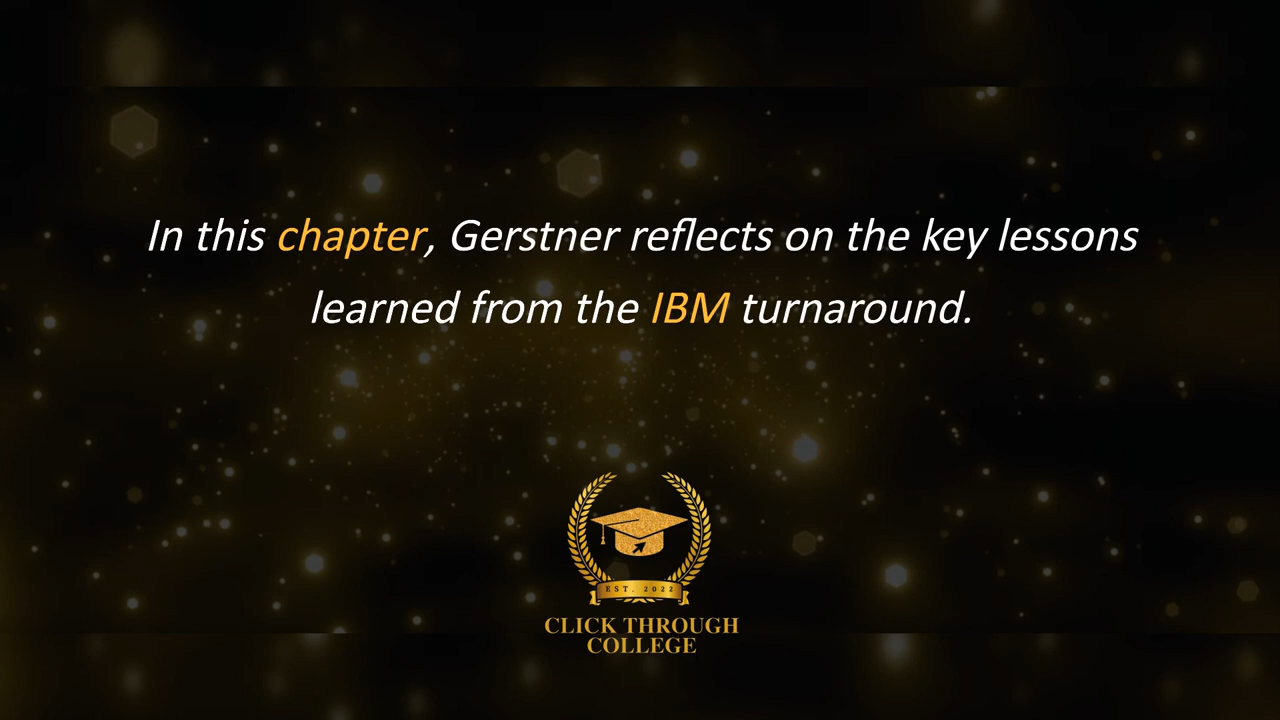 In this chapter, Gerstner reflects on the key lessons
learned from the IBM turnaround.
EST. 2022
CLICK THROUGH
COLLEGE